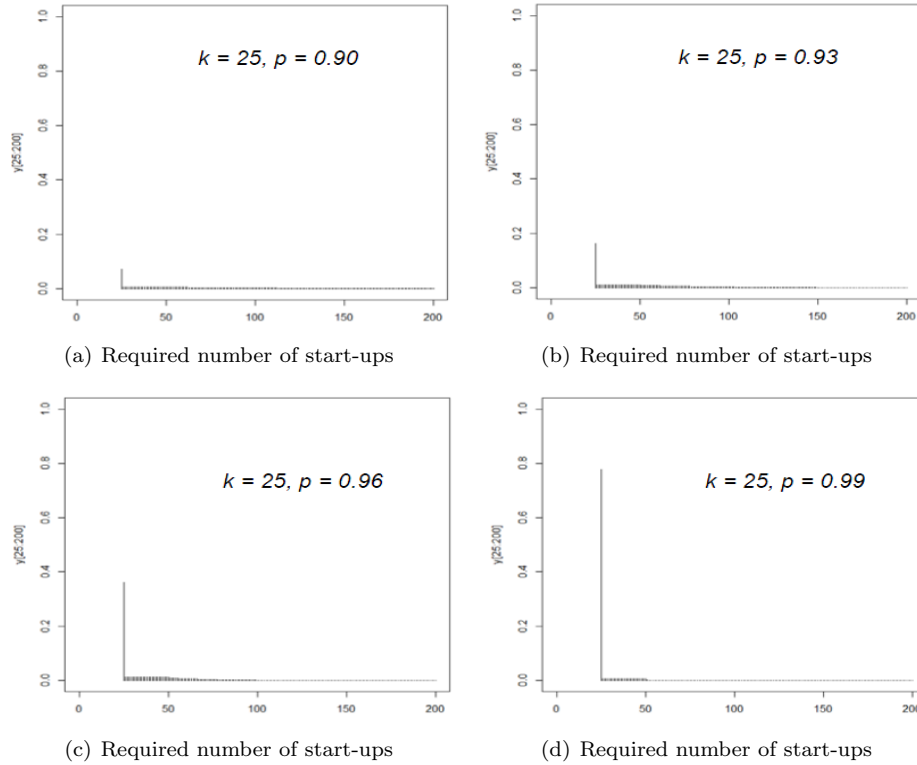 k = 25, p = 0.90
y[25:200]
1.0
0.8
0.6
0.4
0.2
0.0
0 50 100 150 200
(a) Required number of start-ups
k = 25, p = 0.93
y[25:200]
1.0
0.8
0.6
0.4
0.2
0.0
0 50 100 150 200
(b) Required number of start-ups
k = 25, p = 0.96
y[25:200]
1.0
0.8
0.6
0.4
0.2
0.0
0 50 100 150 200
(c) Required number of start-ups
k = 25, p = 0.99
y[25:200]
1.0
0.8
0.6
0.4
0.2
0.0
0 50 100 150 200
(d) Required number of start-ups